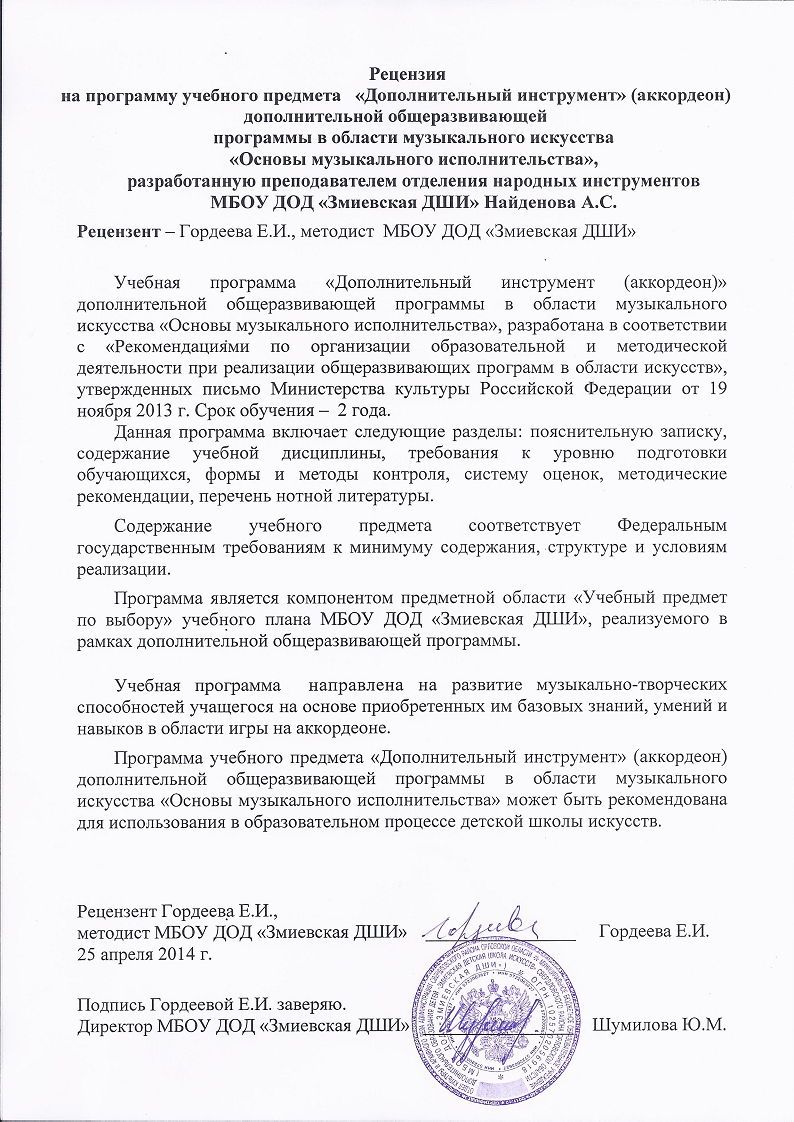 Рецензия
на программу учебного предмета «Дополнительный инструмент» (аккордеон)
дополнительной общеразвивающей
программы в области музыкального искусства
«Основы музыкального исполнительства»,
разработанную преподавателем отделения народных инструментов
МБОУ ДОД «Змиевская ДШИ» Найденова А.С.
Рецензент – Гордеева Е.И., методист МБОУ ДОД «Змиевская ДШИ»
Учебная программа «Дополнительный инструмент (аккордеон)»
дополнительной общеразвивающей программы в области музыкального
искусства «Основы музыкального исполнительства», разработана в соответствии
с «Рекомендациями по организации образовательной и методической
деятельности при реализации общеразвивающих программ в области искусств»,
утвержденных письмо Министерства культуры Российской Федерации от 19
ноября 2013 г. Срок обучения – 2 года.
Данная программа включает следующие разделы: пояснительную записку,
содержание учебной дисциплины, требования к уровню подготовки
обучающихся, формы и методы контроля, систему оценок, методические
рекомендации, перечень нотной литературы.
Содержание учебного предмета соответствует Федеральным
государственным требованиям к минимуму содержания, структуре и условиям
реализации.
Программа является компонентом предметной области «Учебный предмет
по выбору» учебного плана МБОУ ДОД «Змиевская ДШИ», реализуемого в
рамках дополнительной общеразвивающей программы.
Учебная программа направлена на развитие музыкально-творческих
способностей учащегося на основе приобретенных им базовых знаний, умений и
навыков в области игры на аккордеоне.
Программа учебного предмета «Дополнительный инструмент» (аккордеон)
дополнительной общеразвивающей программы в области музыкального
искусства «Основы музыкального исполнительства» может быть рекомендована
для использования в образовательном процессе детской школы искусств.
Рецензент Гордеева Е.И.,
методист МБОУ ДОД «Змиевская ДШИ» Гордеева Е.И.
25 апреля 2014 г.
Подпись Гордеевой Е.И. заверяю.
Директор МБОУ ДОД «Змиевская ДШИ» Шумилова Ю.М.